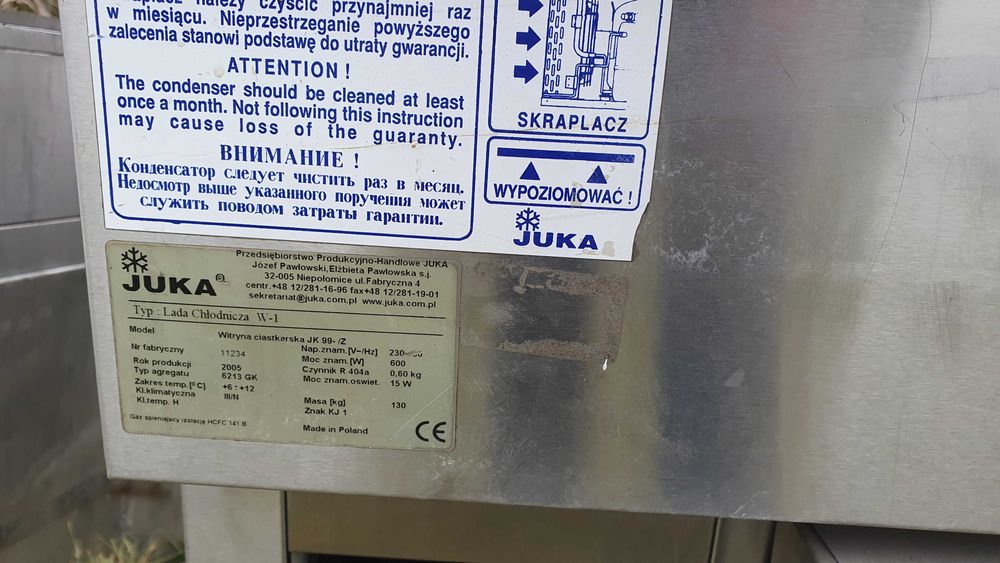 należy czyścić przynajmniej raz
w miesiącu. Nieprzestrzeganie powyższego
zalecenia stanowi podstawę do utraty gwarancji.
ATTENTION !
The condenser should be cleaned at least
once a month. Not following this instruction
may cause loss of the guaranty.
ВНИМАНИЕ !
Конденсатор следует чистить раз в месяц.
Недосмотр выше указанного поручения может
служить поводом затраты гарантии.
SKRAPLACZ
WYPOZIOMOWAĆ !
JUKA
JUKA
Przedsiębiorstwo Produkcyjno-Handlowe JUKA
Józef Pawłowski,Elżbieta Pawłowska s.j.
32-005 Niepołomice ul.Fabryczna 4
centr.+48 12/281-16-96 fax+48 12/281-19-01
sekretariat@juka.com.pl www.juka.com.pl
Typ : Lada Chłodnicza W-1
Model Witryna ciastkarska JK 99- /Z
Nr fabryczny 11234
Rok produkcji 2005
Typ agregatu 6213 GK
Zakres temp.[°C] +6 ÷ +12
Kl.klimatyczna III/N
Kl.temp. H
Nap.znam.[V~/Hz] 230
Moc znam.[W] 600
Czynnik R 404a 0,60 kg
Moc znam.oswiet. 15 W
Masa [kg] 130
Znak KJ 1
Gaz spieniajacy izolację HCFC 141 B
Made in Poland
CE